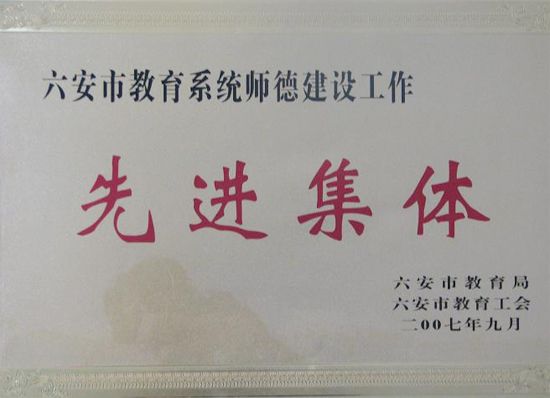 六安市教育系统师德建设工作
先进集体
六安市教育局
六安市教育工会
二00七年九月